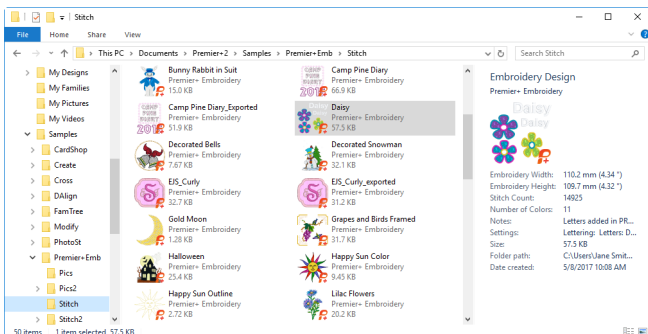 Stitch
File Home Share View
This PC > Documents > Premier+2 > Samples > Premier+Emb > Stitch
Search Stitch
My Designs
My Families
My Pictures
My Videos
Samples
CardShop
Create
Cross
DAlign
FamTree
Modify
PhotoSt
Premier+Emb
Pics
Pics2
Stitch
Stitch2
Bunny Rabbit in Suit
Premier+ Embroidery
15.0 KB
Camp Pine Diary
Premier+ Embroidery
66.9 KB
Camp Pine Diary_Exported
Premier+ Embroidery
51.9 KB
Daisy
Premier+ Embroidery
57.5 KB
Decorated Bells
Premier+ Embroidery
7.67 KB
Decorated Snowman
Premier+ Embroidery
32.1 KB
EJS_Curly
Premier+ Embroidery
32.7 KB
EJS_Curly_exported
Premier+ Embroidery
31.2 KB
Gold Moon
Premier+ Embroidery
1.28 KB
Grapes and Birds Framed
Premier+ Embroidery
31.7 KB
Halloween
Premier+ Embroidery
25.4 KB
Happy Sun Color
Premier+ Embroidery
9.45 KB
Happy Sun Outline
Premier+ Embroidery
2.72 KB
Lilac Flowers
Premier+ Embroidery
20.2 KB
Embroidery Design
Premier+ Embroidery
Daisy
Daisy
Embroidery Width: 110.2 mm (4.34 ")
Embroidery Height: 109.7 mm (4.32 ")
Stitch Count: 14925
Number of Colors: 11
Notes: Letters added in PR...
Settings: Lettering: Letters: D...
Size: 57.5 KB
Folder path: C:\Users\Jane Smit...
Date created: 5/8/2017 10:08 AM
50 items 1 item selected 57.5 KB